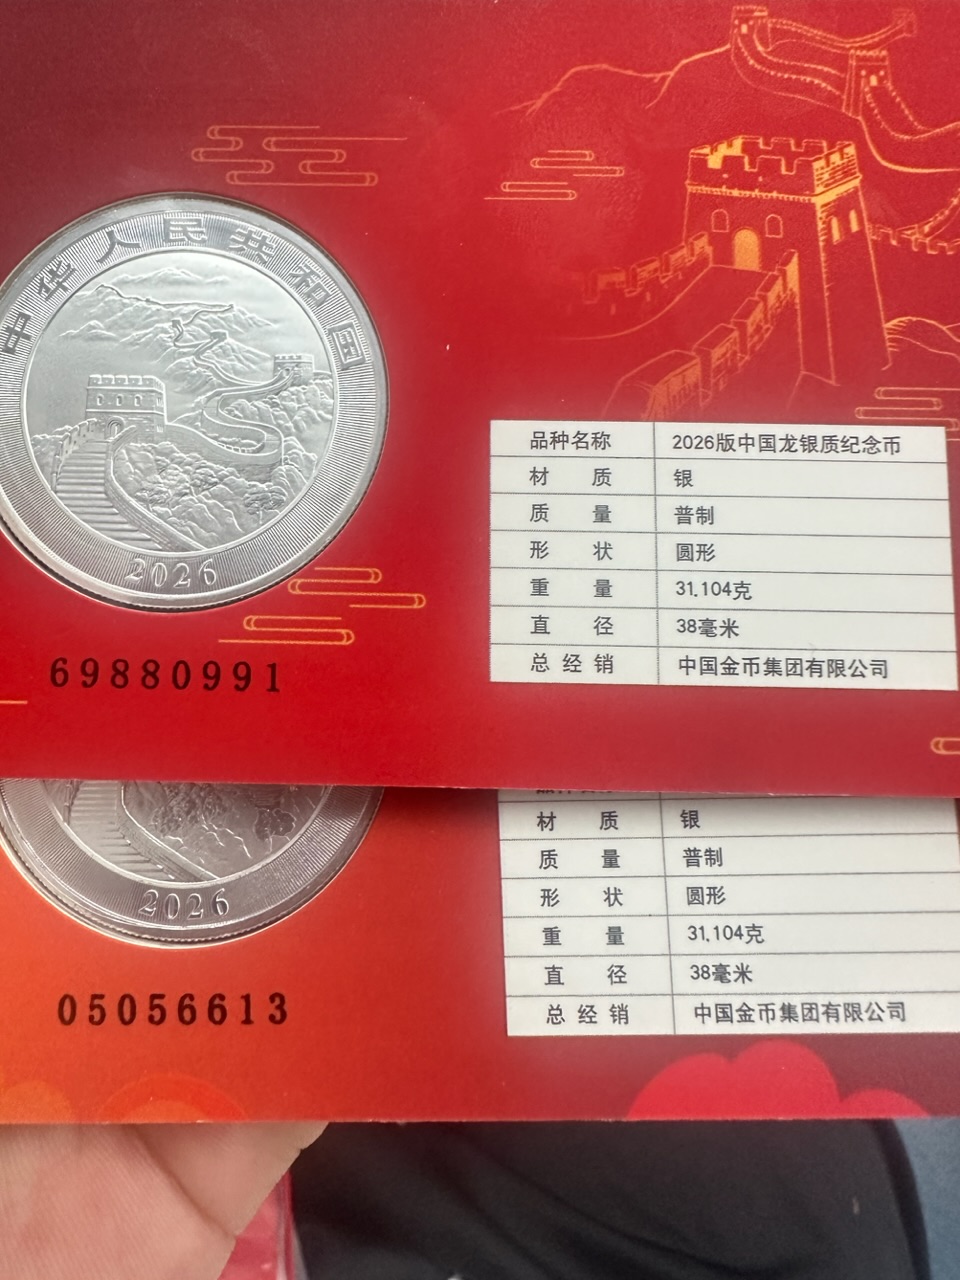 中华人民共和国
2026
69880991
品种名称 2026版中国龙银质纪念币
材 质 银
质 量 普制
形 状 圆形
重 量 31.104克
直 径 38毫米
总 经 销 中国金币集团有限公司
2026
05056613
材 质 银
质 量 普制
形 状 圆形
重 量 31.104克
直 径 38毫米
总 经 销 中国金币集团有限公司